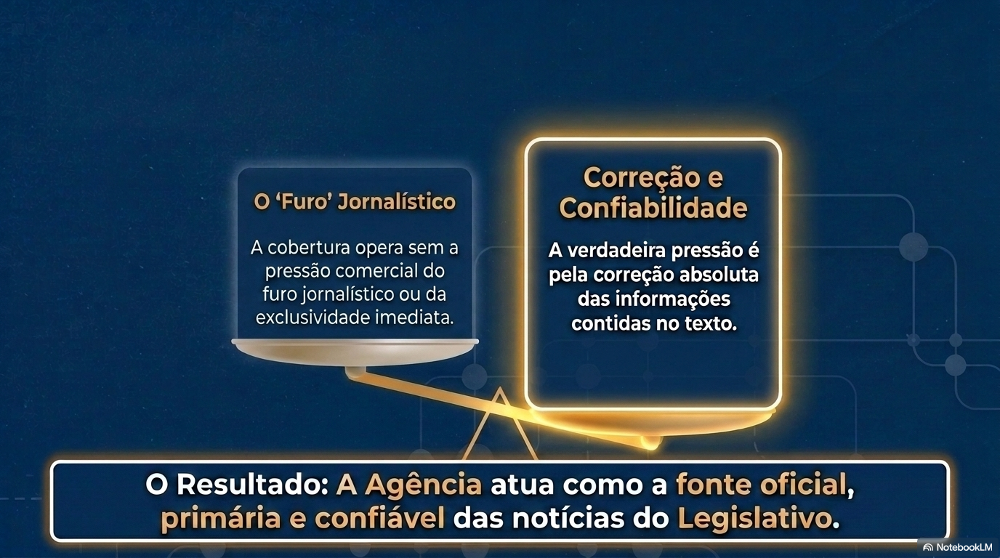 O ‘Furo’ Jornalístico
A cobertura opera sem a
pressão comercial do
furo jornalístico ou da
exclusividade imediata.
Correção e
Confiabilidade
A verdadeira pressão é
pela correção absoluta
das informações
contidas no texto.
O Resultado: A Agência atua como a fonte oficial,
primária e confiável das notícias do Legislativo.
NotebookLM